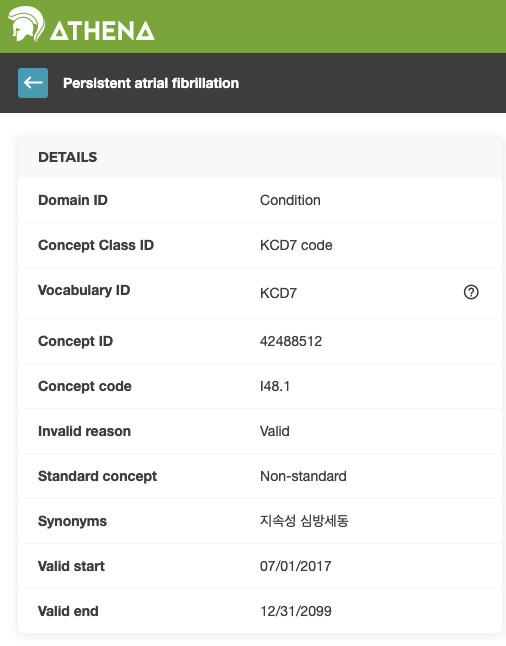 ATHENA
Persistent atrial fibrillation
DETAILS
Domain ID Condition
Concept Class ID KCD7 code
Vocabulary ID KCD7 ?
Concept ID 42488512
Concept code I48.1
Invalid reason Valid
Standard concept Non-standard
Synonyms 지속성 심방세동
Valid start 07/01/2017
Valid end 12/31/2099